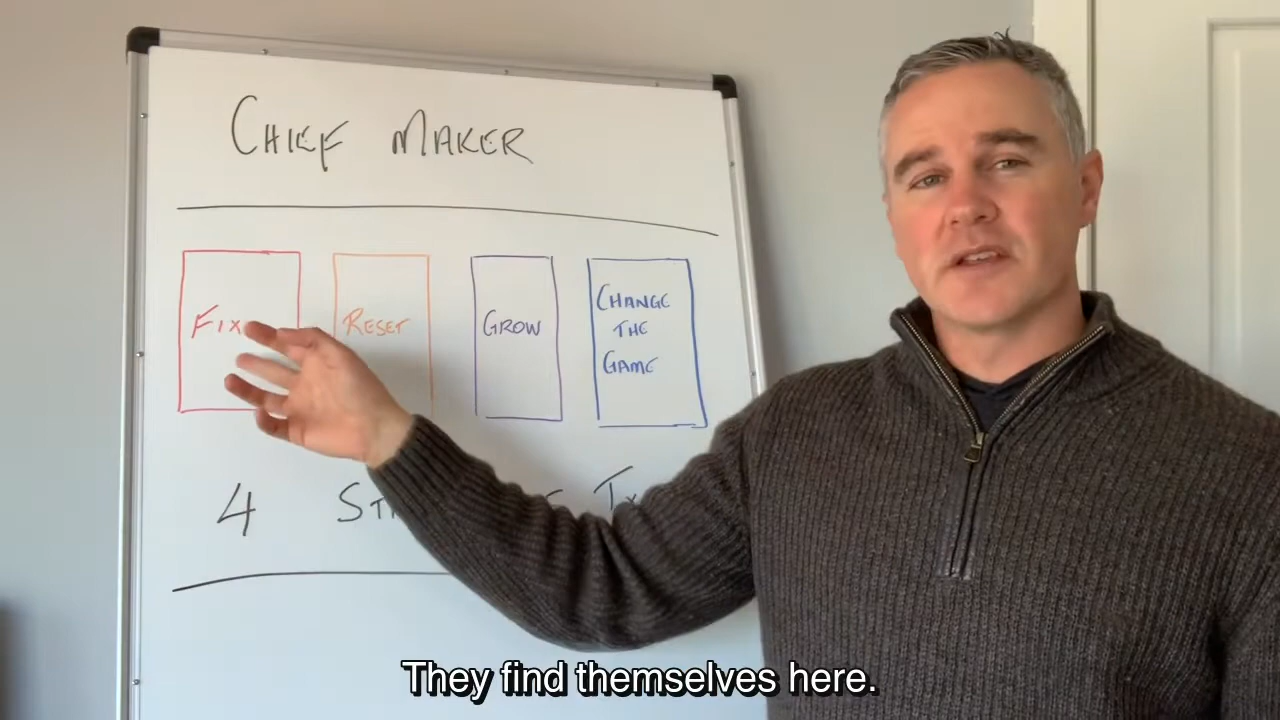 CHIEF MAKER
FIX
RESET
GROW
CHANGE
THE
GAME
4
They find themselves here.